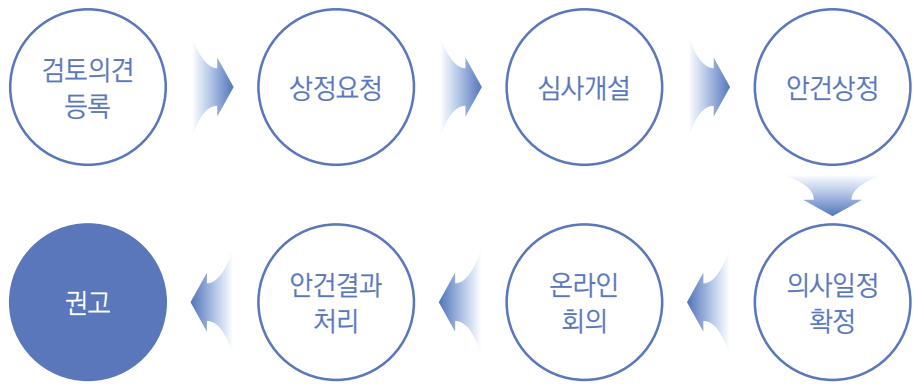 검토의견
등록
상정요청
심사개설
안건상정
의사일정
확정
온라인
회의
안건결과
처리
권고